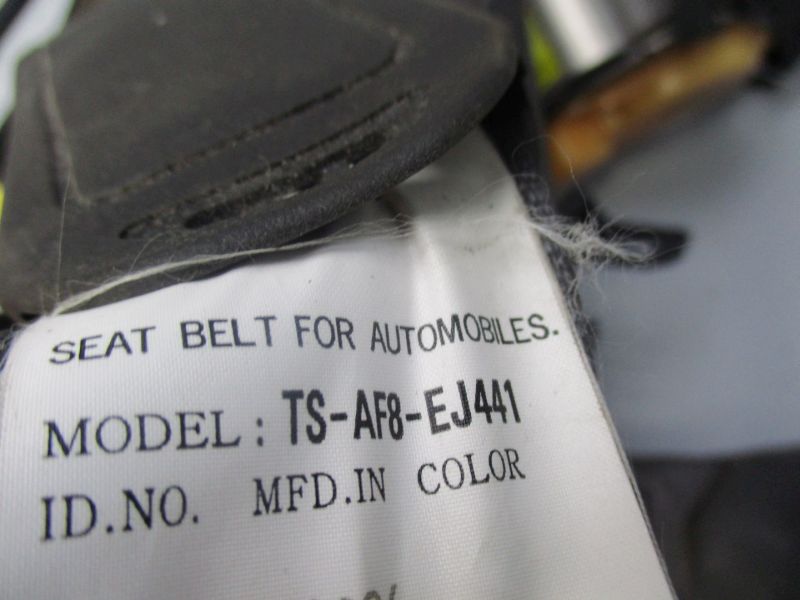 SEAT BELT FOR AUTOMOBILES.
MODEL : TS-AF8-EJ441
ID.NO. MFD.IN COLOR